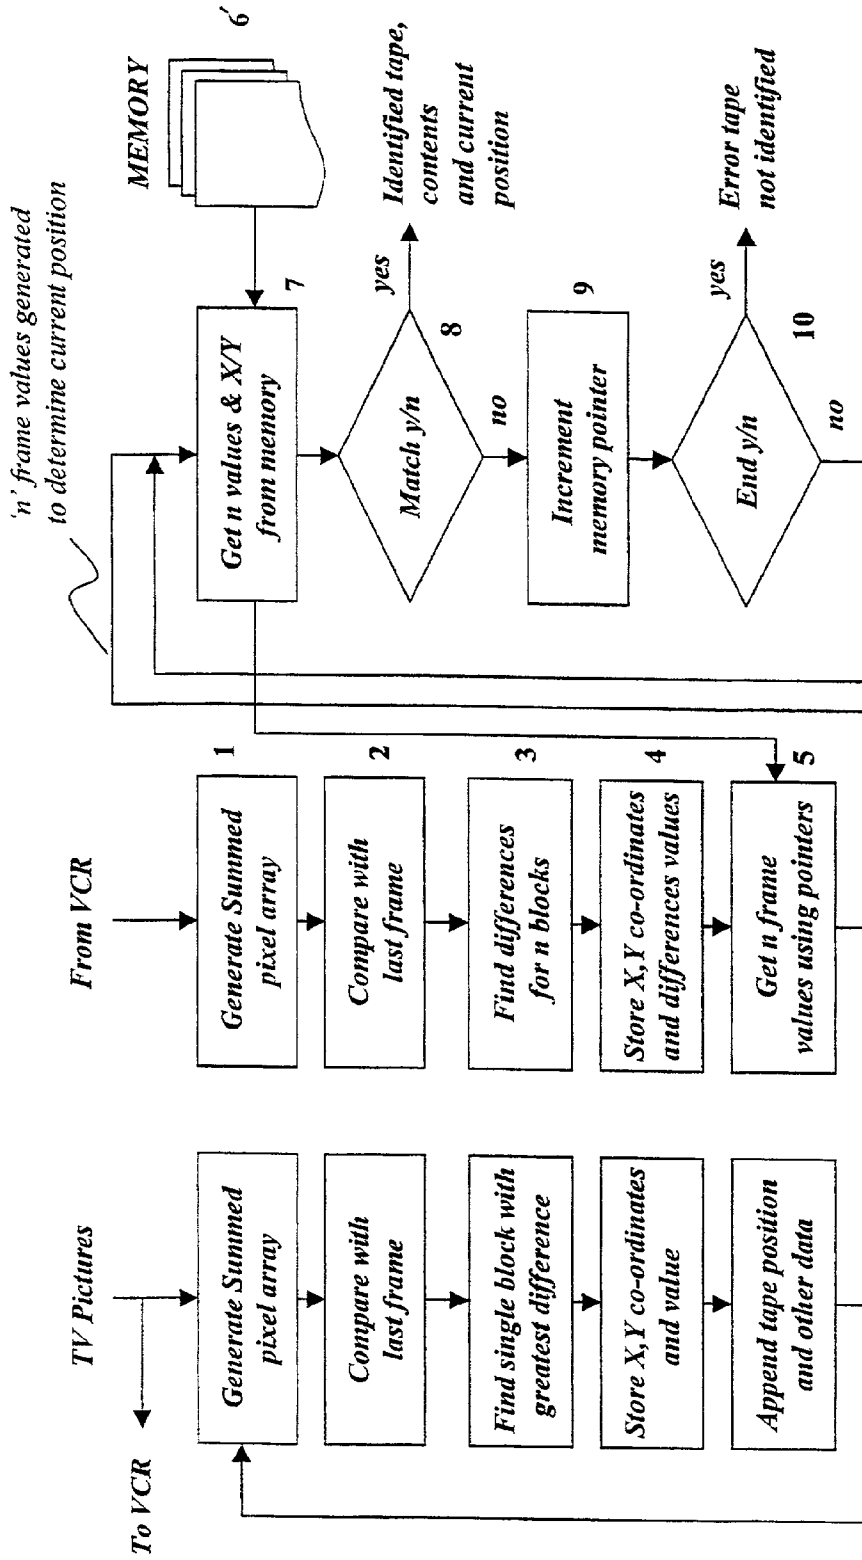 To VCR
TV Pictures
Generate Summed
pixel array
Compare with
last frame
Find single block with
greatest difference
Store X,Y co-ordinates
and value
Append tape position
and other data
From VCR
Generate Summed
pixel array
1
Compare with
last frame
2
Find differences
for n blocks
3
Store X,Y co-ordinates
and differences values
4
Get n frame
values using pointers
5
'n' frame values generated
to determine current position
MEMORY
6'
Get n values & X/Y
from memory
7
Match y/n
8
yes
Identified tape,
contents
and current
position
no
Increment
memory pointer
9
End y/n
10
yes
Error tape
not identified
no